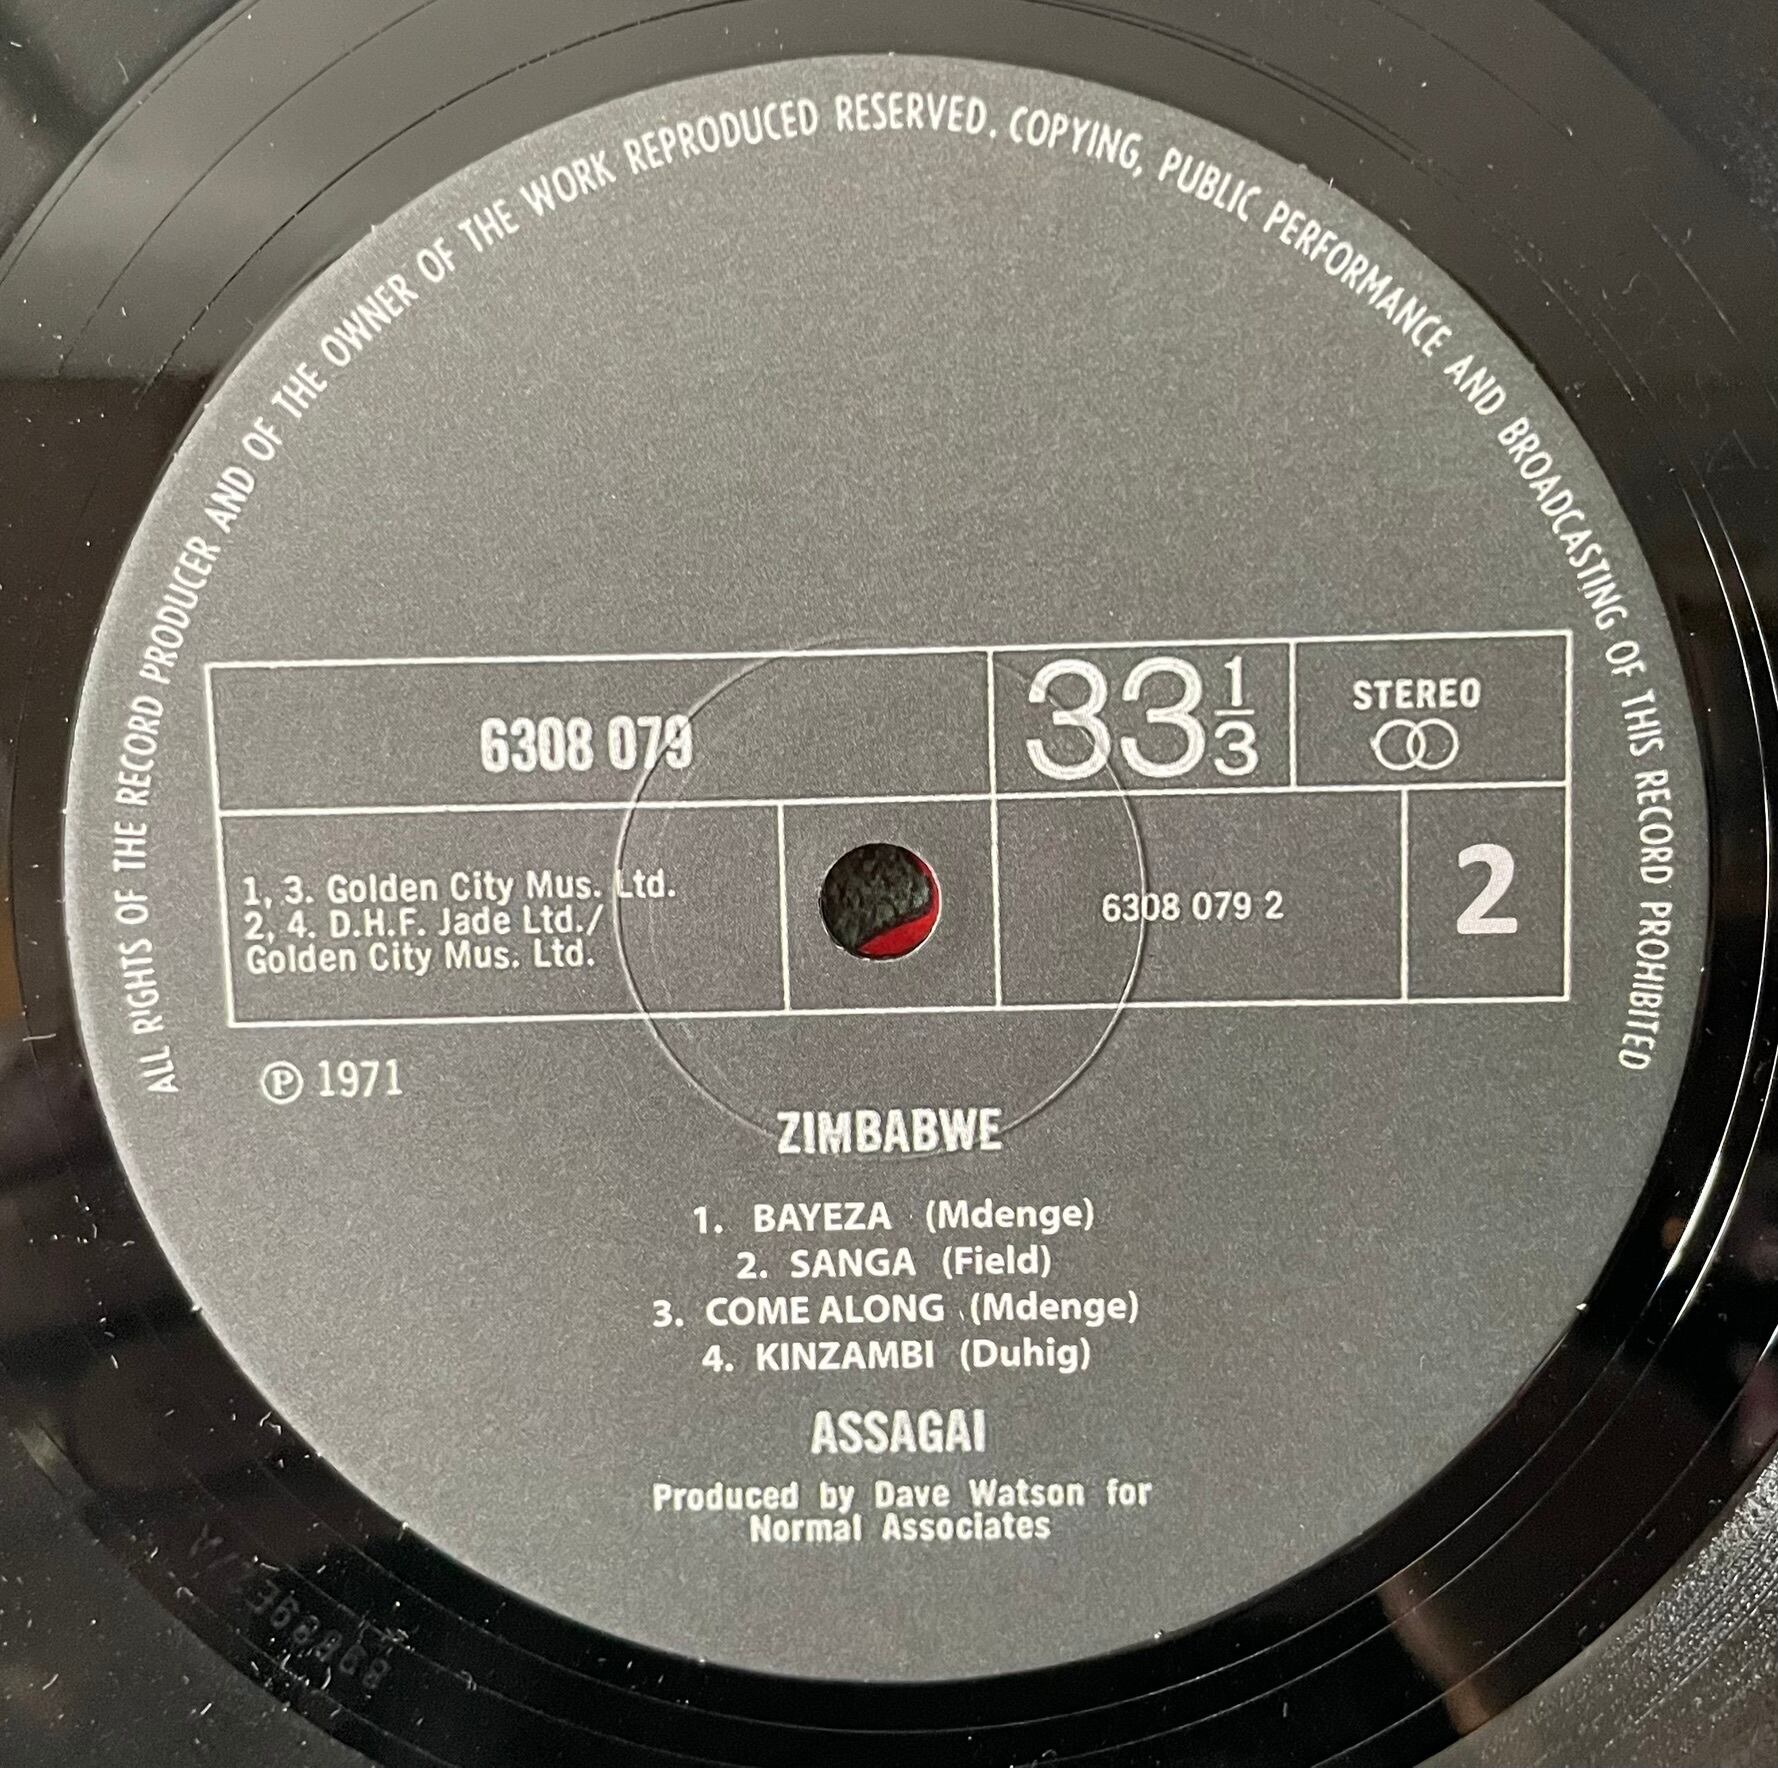 ALL RIGHTS OF THE RECORD PRODUCER AND OF THE OWNER OF THE WORK REPRODUCED RESERVED. COPYING, PUBLIC PERFORMANCE AND BROADCASTING OF THIS RECORD PROHIBITED
6308 079
33 1/3
STEREO
1, 3. Golden City Mus. Ltd.
2, 4. D.H.F. Jade Ltd./
Golden City Mus. Ltd.
6308 079 2
2
℗ 1971
ZIMBABWE
1. BAYEZA (Mdenge)
2. SANGA (Field)
3. COME ALONG (Mdenge)
4. KINZAMBI (Duhig)
ASSAGAI
Produced by Dave Watson for
Normal Associates